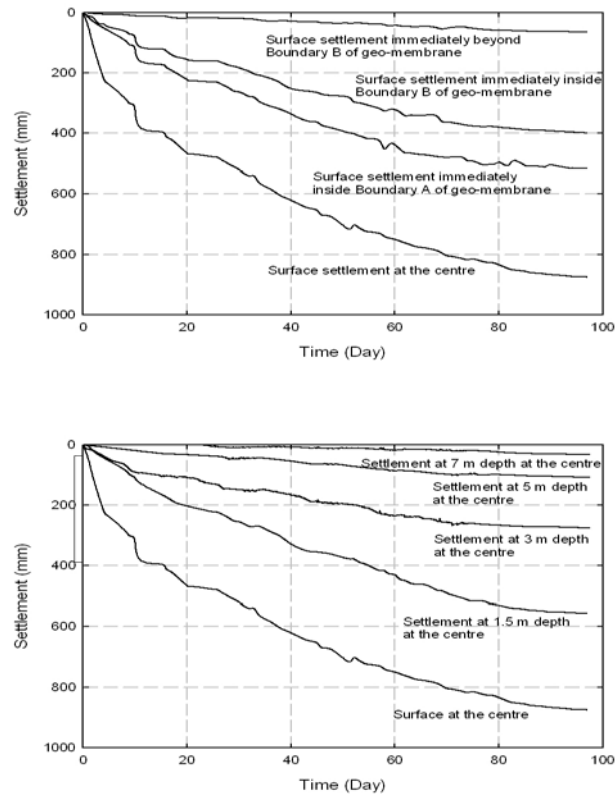 0
200
400
600
800
1000
Settlement (mm)
Surface settlement immediately beyond
Boundary B of geo-membrane
Surface settlement immediately inside
Boundary B of geo-membrane
Surface settlement immediately
inside Boundary A of geo-membrane
Surface settlement at the centre
0 20 40 60 80 100
Time (Day)
0
200
400
600
800
1000
Settlement (mm)
Settlement at 7 m depth at the centre
Settlement at 5 m depth
at the centre
Settlement at 3 m depth
at the centre
Settlement at 1.5 m depth
at the centre
Surface at the centre
0 20 40 60 80 100
Time (Day)